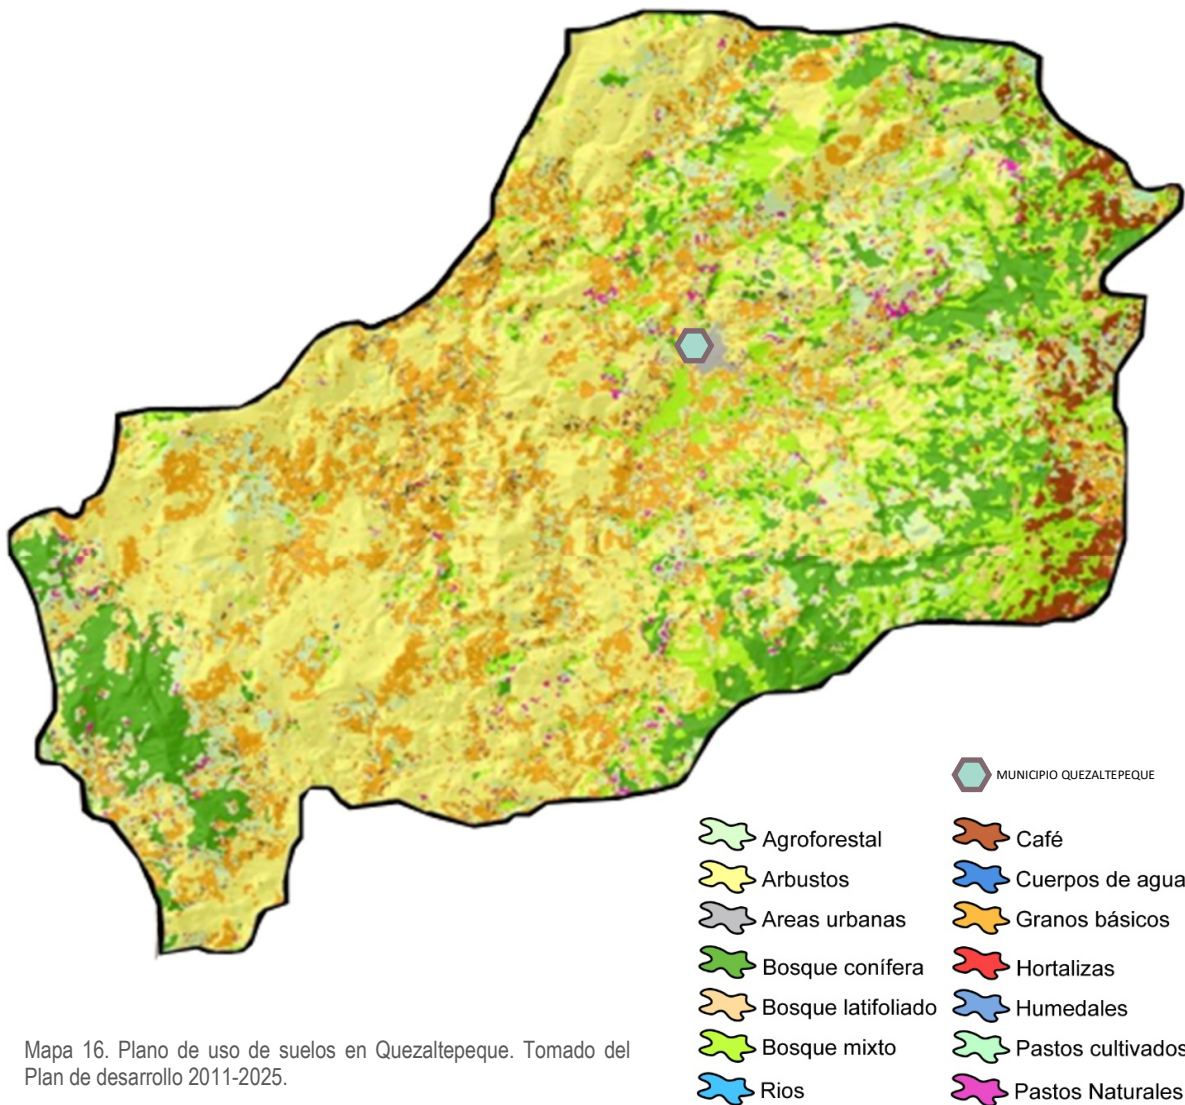 MUNICIPIO QUEZALTEPEQUE
Agroforestal
Arbustos
Areas urbanas
Bosque conífera
Bosque latifoliado
Bosque mixto
Rios
Café
Cuerpos de agua
Granos básicos
Hortalizas
Humedales
Pastos cultivados
Pastos Naturales
Mapa 16. Plano de uso de suelos en Quezaltepeque. Tomado del
Plan de desarrollo 2011-2025.